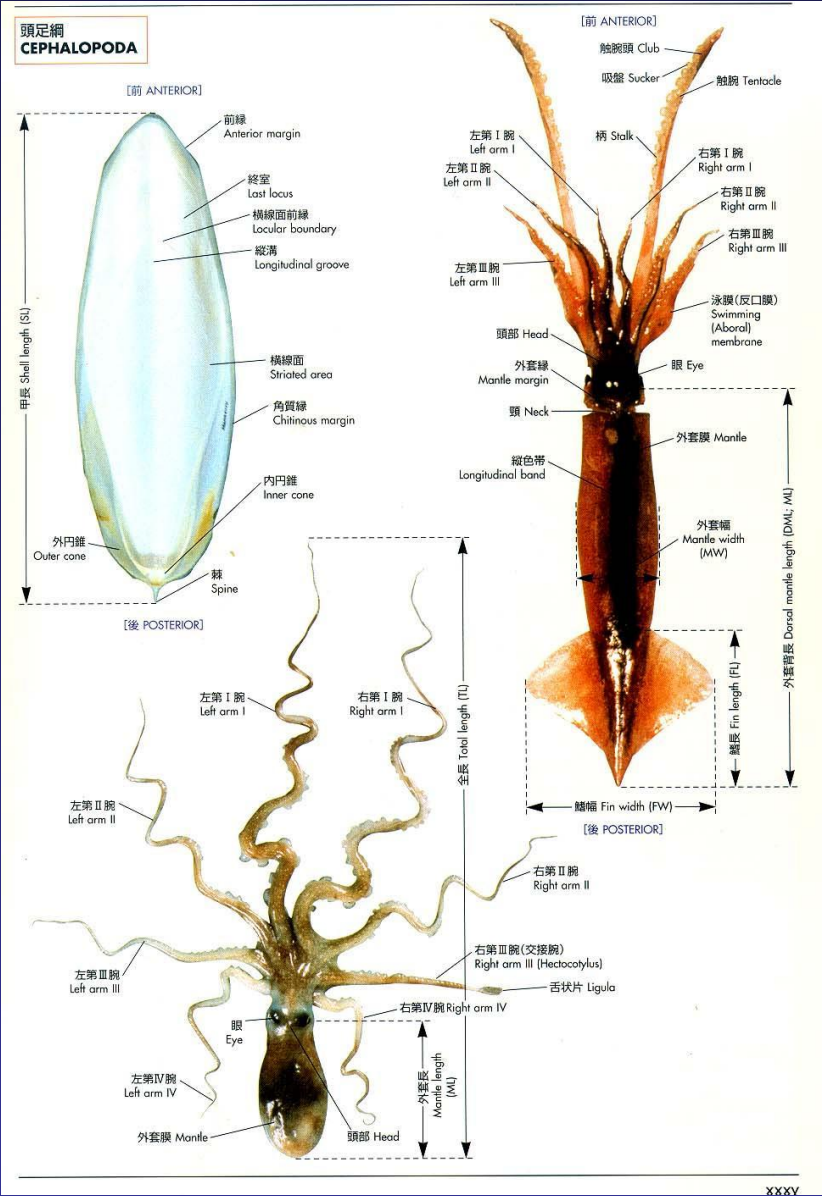 頭足綱
CEPHALOPODA
[前 ANTERIOR]
前縁
Anterior margin
終室
Last locus
横線面前縁
Locular boundary
縦溝
Longitudinal groove
甲長 Shell length (SL)
横線面
Striated area
角質縁
Chitinous margin
内円錐
Inner cone
外円錐
Outer cone
棘
Spine
[後 POSTERIOR]
[前 ANTERIOR]
触腕頭 Club
吸盤 Sucker
触腕 Tentacle
柄 Stalk
左第Ⅰ腕
Left arm I
右第Ⅰ腕
Right arm I
左第Ⅱ腕
Left arm II
右第Ⅱ腕
Right arm II
右第Ⅲ腕
Right arm III
左第Ⅲ腕
Left arm III
泳膜(反口膜)
Swimming
(Aboral)
membrane
頭部 Head
眼 Eye
外套縁
Mantle margin
頸 Neck
外套膜 Mantle
縦色帯
Longitudinal band
外套幅
Mantle width
(MW)
外套背長 Dorsal mantle length (DML; ML)
鰭長 Fin length (FL)
鰭幅 Fin width (FW)
[後 POSTERIOR]
左第Ⅰ腕
Left arm I
右第Ⅰ腕
Right arm I
全長 Total length (TL)
左第Ⅱ腕
Left arm II
右第Ⅱ腕
Right arm II
右第Ⅲ腕(交接腕)
Right arm III (Hectocotylus)
左第Ⅲ腕
Left arm III
舌状片 Ligula
右第Ⅳ腕 Right arm IV
眼
Eye
外套長
Mantle length
(ML)
左第Ⅳ腕
Left arm IV
外套膜 Mantle
頭部 Head
xxxv